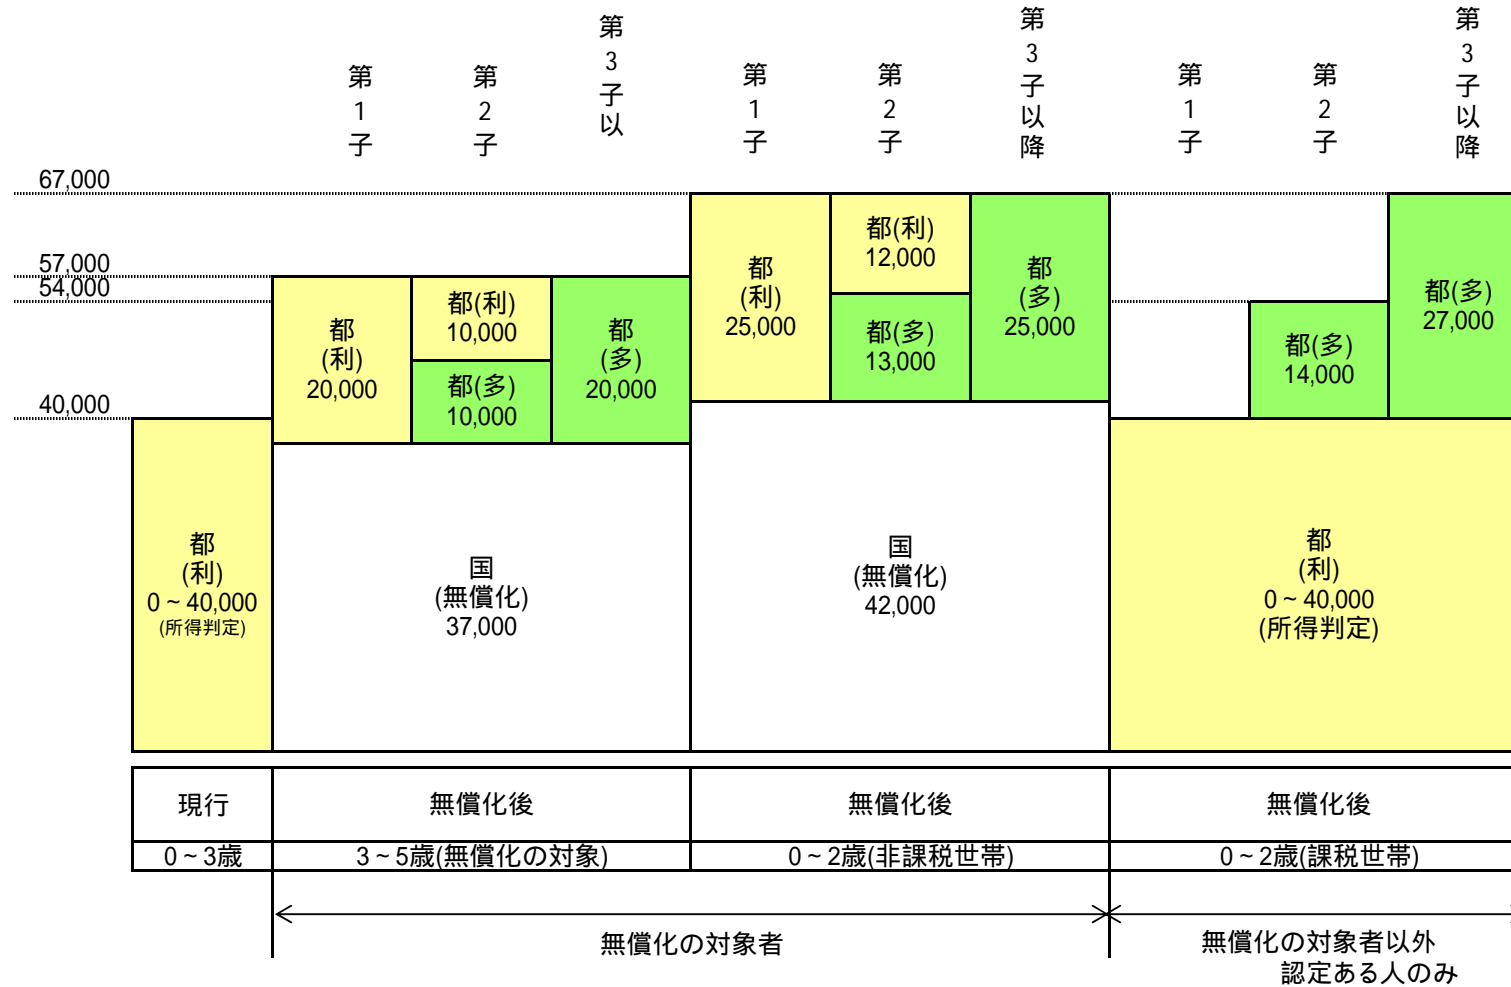 第1子
第2子
第3子以
第1子
第2子
第3子以降
第1子
第2子
第3子以降
67,000
57,000
54,000
40,000
都
(利)
0～40,000
(所得判定)
都
(利)
20,000
都(利)
10,000
都(多)
10,000
都
(多)
20,000
国
(無償化)
37,000
都
(利)
25,000
都(利)
12,000
都(多)
13,000
都
(多)
25,000
国
(無償化)
42,000
都(多)
14,000
都(多)
27,000
都
(利)
0～40,000
(所得判定)
現行
無償化後
無償化後
無償化後
0～3歳
3～5歳(無償化の対象)
0～2歳(非課税世帯)
0～2歳(課税世帯)
無償化の対象者
無償化の対象者以外
認定ある人のみ